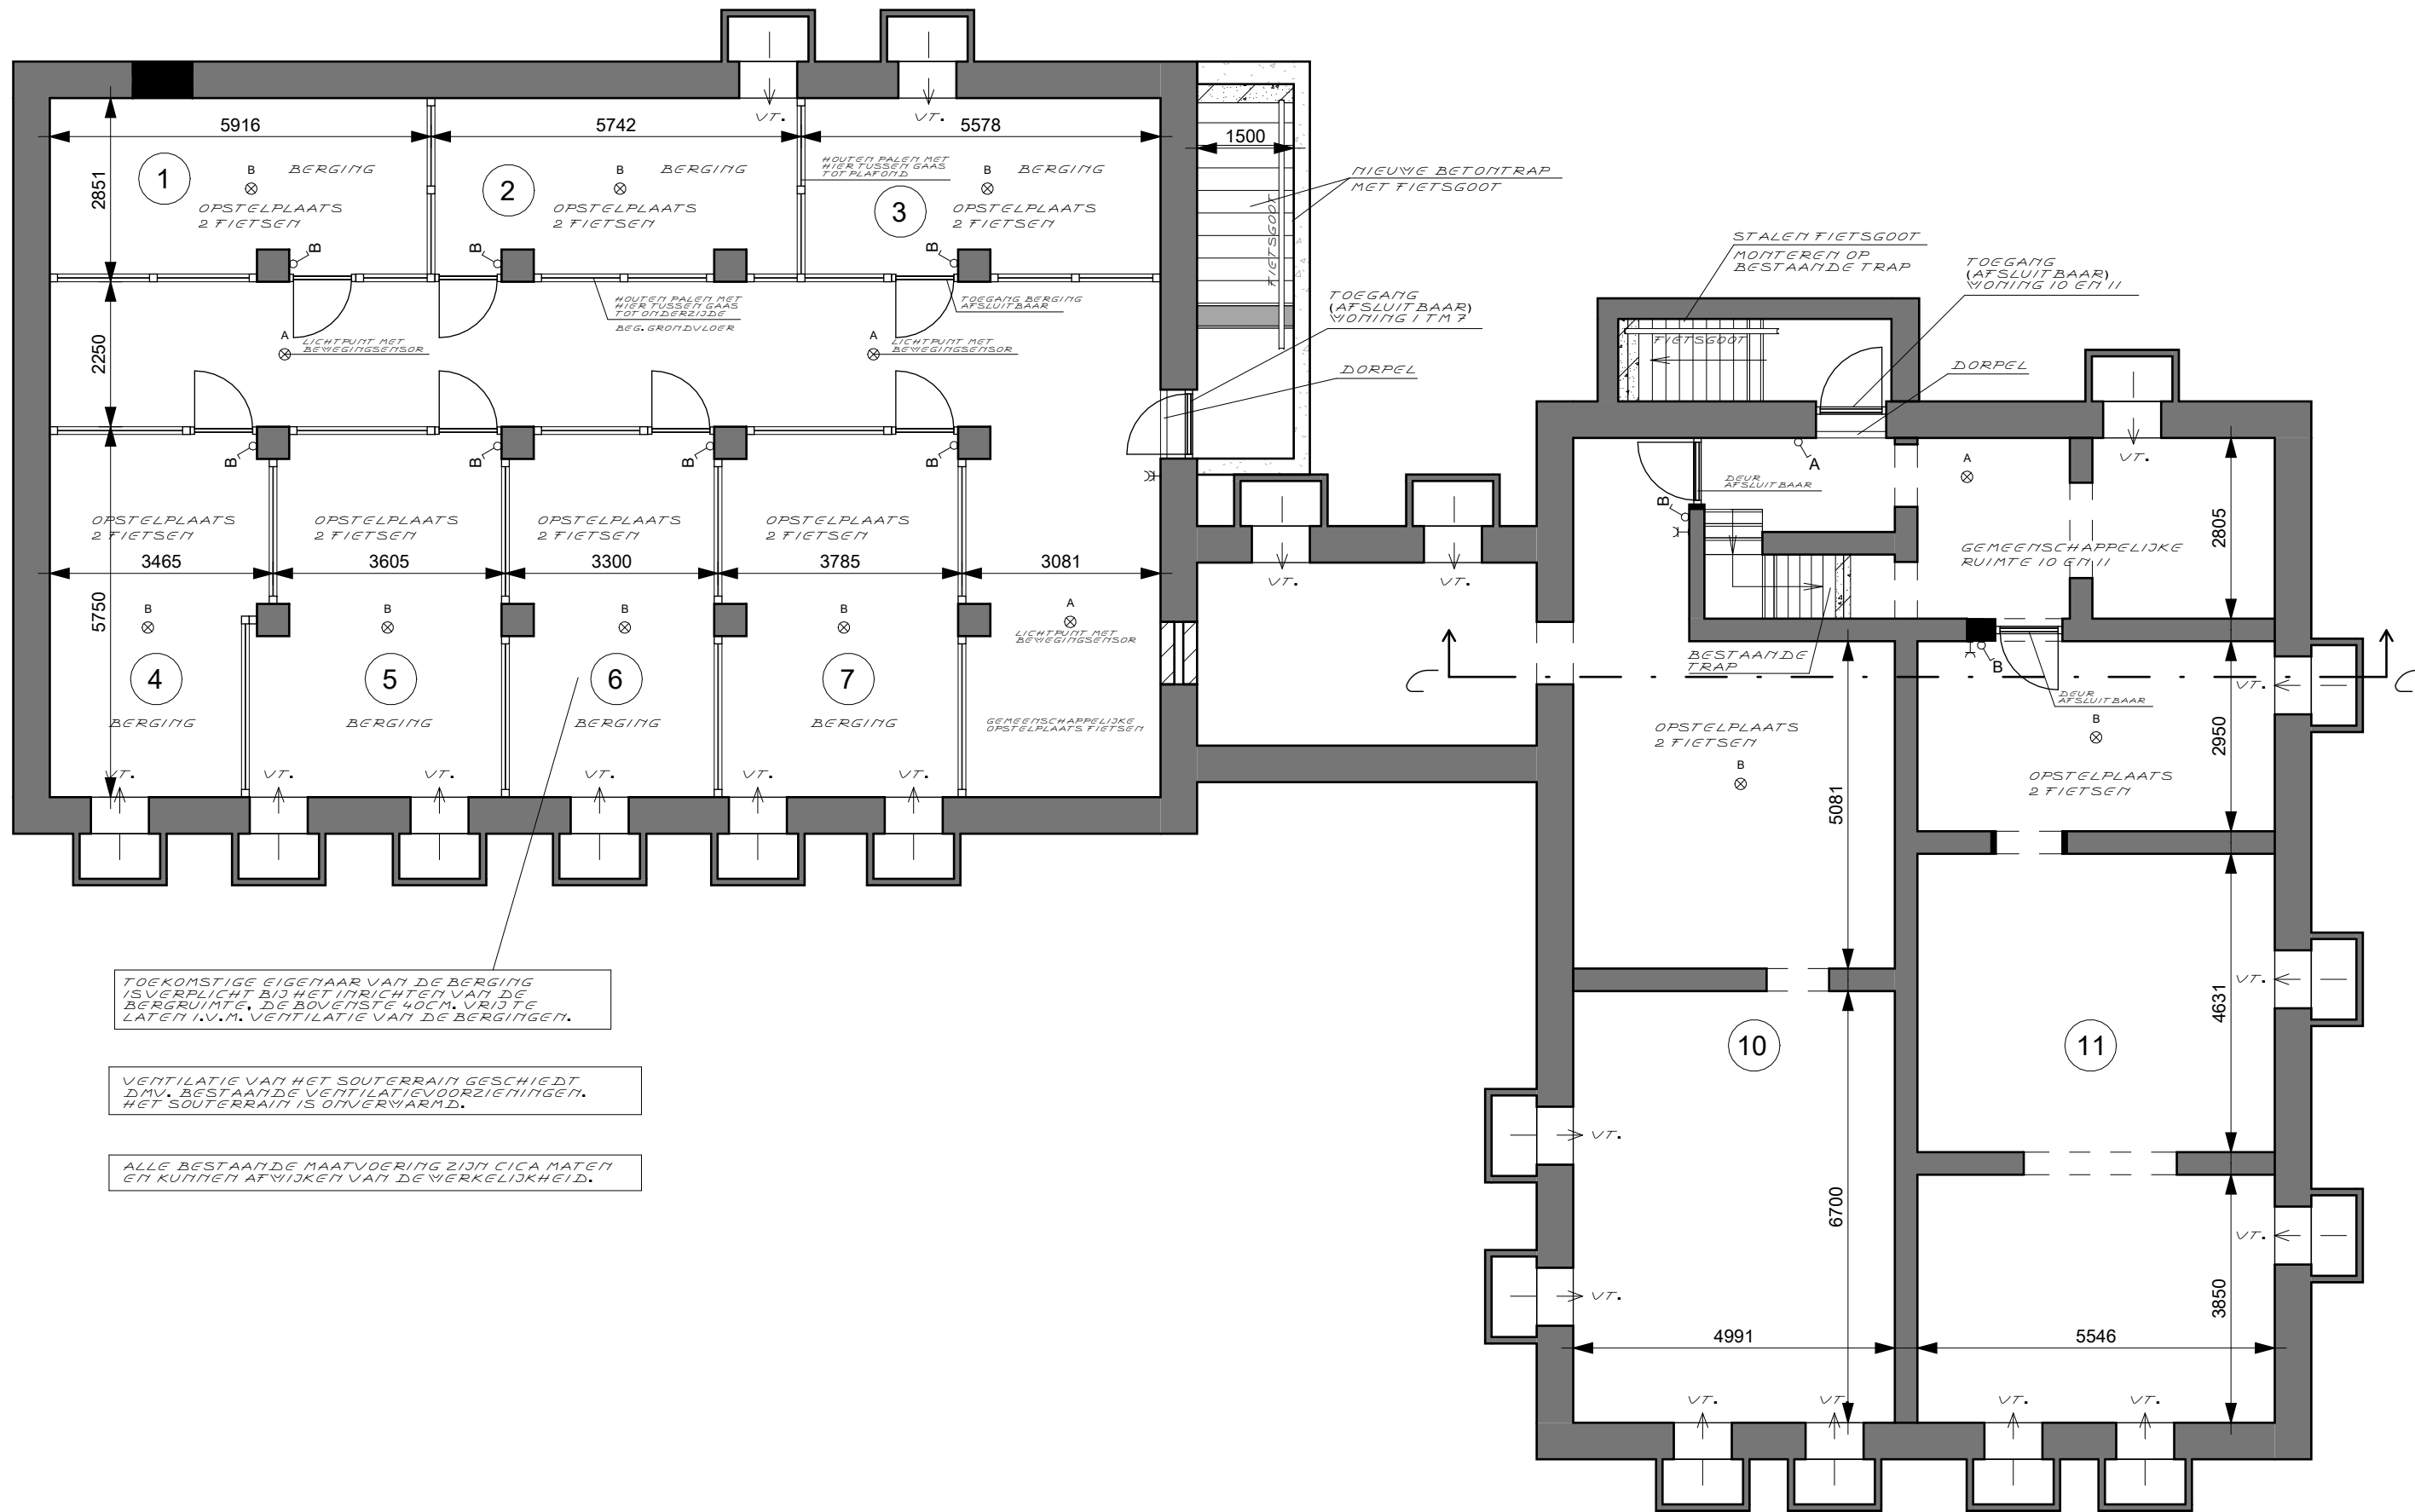 5916
5742
5578
VT.
VT.
1500
2851
1
B
BERGING
OPSTELPLAATS
2 FIETSEN
B
2
B
BERGING
OPSTELPLAATS
2 FIETSEN
B
HOUTEN PALEN MET
HIER TUSSEN GAAS
TOT PLAFOND
3
B
BERGING
OPSTELPLAATS
2 FIETSEN
B
FIETSGOOT
NIEUWE BETONTRAP
MET FIETSGOOT
HOUTEN PALEN MET
HIER TUSSEN GAAS
TOT ONDERZIJDE
BEG. GRONDVLOER
TOEGANG BERGING
AFSLUITBAAR
2250
A
LICHTPUNT MET
BEWEGINGSENSOR
A
LICHTPUNT MET
BEWEGINGSENSOR
TOEGANG
(AFSLUITBAAR)
WONING 1 TM 7
DORPEL
STALEN FIETSGOOT
MONTEREN OP
BESTAANDE TRAP
TOEGANG
(AFSLUITBAAR)
WONING 10 EN 11
FIETSGOOT
DORPEL
B
B
B
B
OPSTELPLAATS
2 FIETSEN
OPSTELPLAATS
2 FIETSEN
OPSTELPLAATS
2 FIETSEN
OPSTELPLAATS
2 FIETSEN
3465
3605
3300
3785
3081
5750
B
B
B
B
A
LICHTPUNT MET
BEWEGINGSENSOR
4
5
6
7
BERGING
BERGING
BERGING
BERGING
GEMEENSCHAPPELIJKE
OPSTELPLAATS FIETSEN
VT.
VT.
VT.
VT.
VT.
VT.
VT.
VT.
A
A
VT.
DEUR
AFSLUITBAAR
B
2805
GEMEENSCHAPPELIJKE
RUIMTE 10 EN 11
BESTAANDE
TRAP
C
C
B
DEUR
AFSLUITBAAR
VT.
B
2950
OPSTELPLAATS
2 FIETSEN
B
OPSTELPLAATS
2 FIETSEN
5081
VT.
4631
10
11
VT.
6700
VT.
VT.
3850
4991
5546
VT.
VT.
VT.
VT.
TOEKOMSTIGE EIGENAAR VAN DE BERGING
ISVERPLICHT BIJ HET INRICHTEN VAN DE
BERGRUIMTE, DE BOVENSTE 40CM. VRIJ TE
LATEN I.V.M. VENTILATIE VAN DE BERGINGEN.
VENTILATIE VAN HET SOUTERRAIN GESCHIEDT
DMV. BESTAANDE VENTILATIEVOORZIENINGEN.
HET SOUTERRAIN IS ONVERWARMD.
ALLE BESTAANDE MAATVOERING ZIJN CICA MATEN
EN KUNNEN AFWIJKEN VAN DE WERKELIJKHEID.